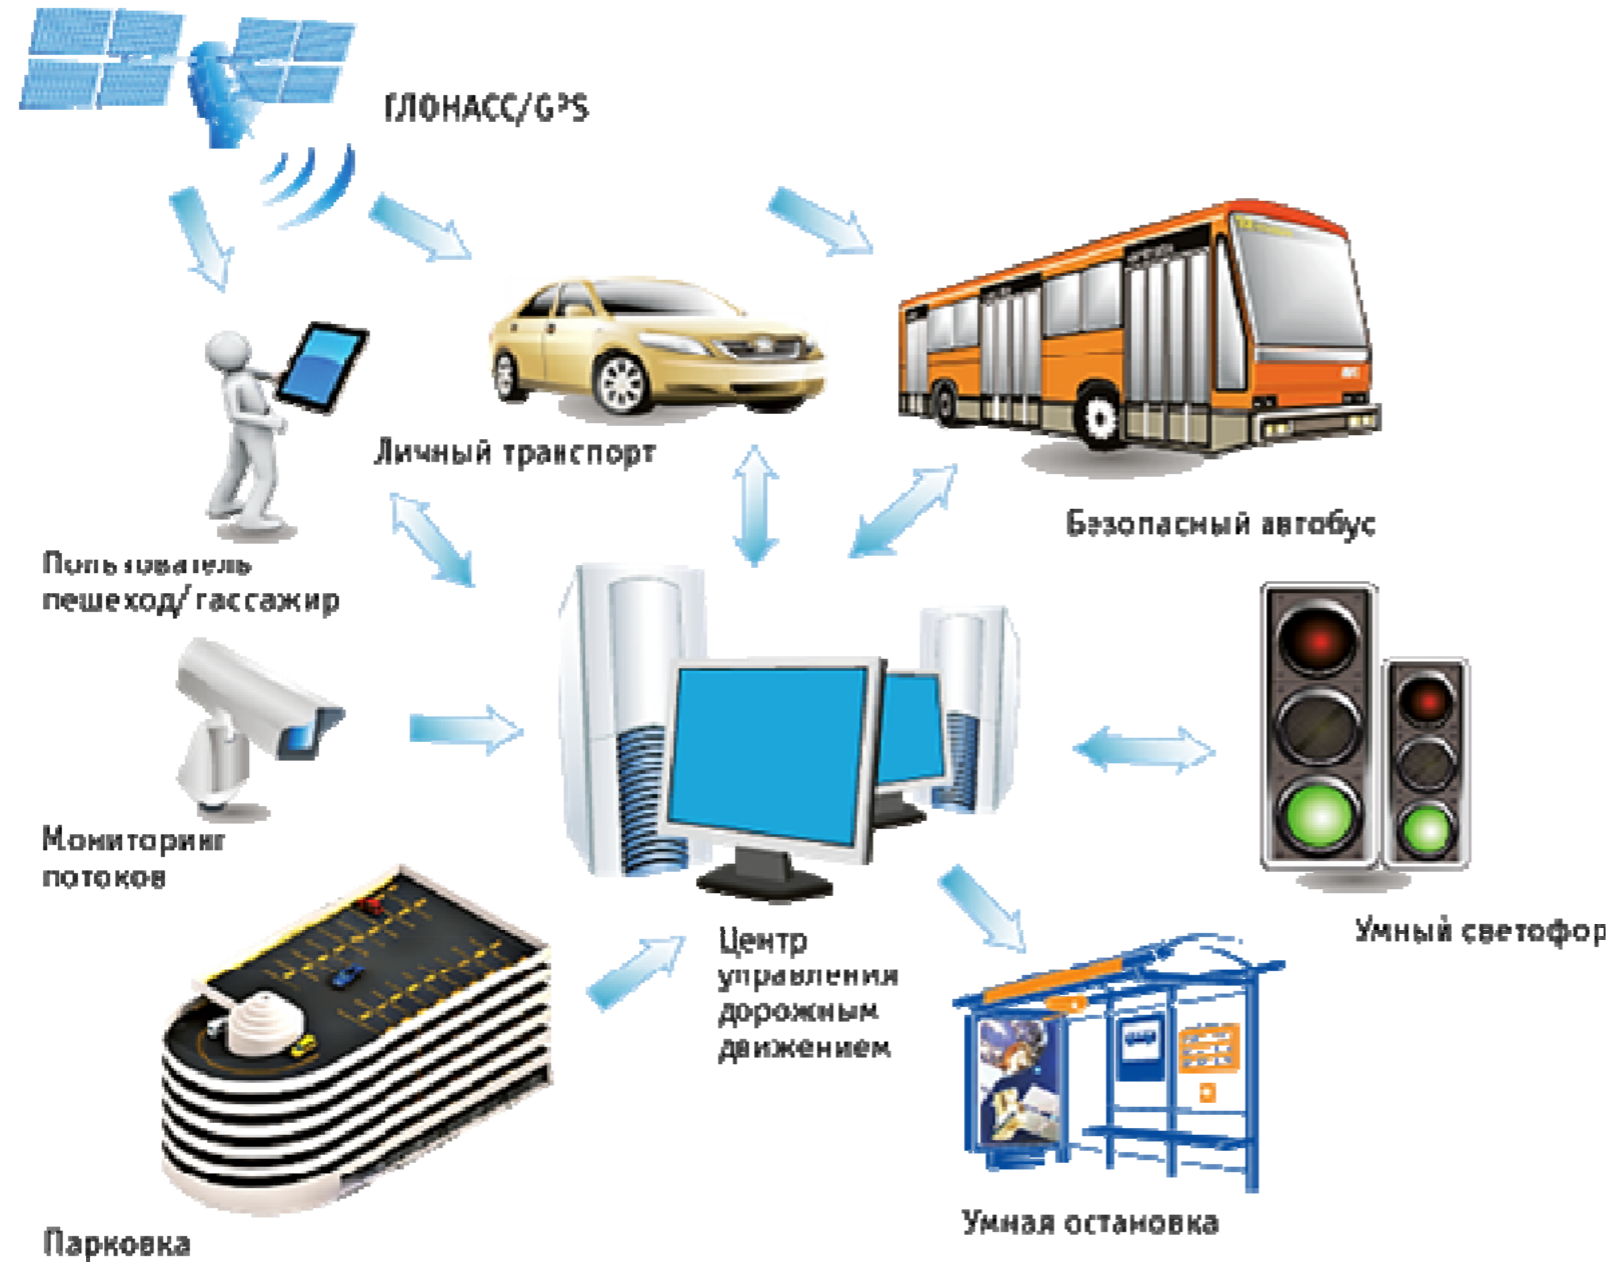 ГЛОНАСС/GPS
Личный транспорт
Безопасный автобус
Пользователь
пешеход/пассажир
Мониторинг
потоков
Центр
управления
дорожным
движением
Умный светофор
Умная остановка
Парковка